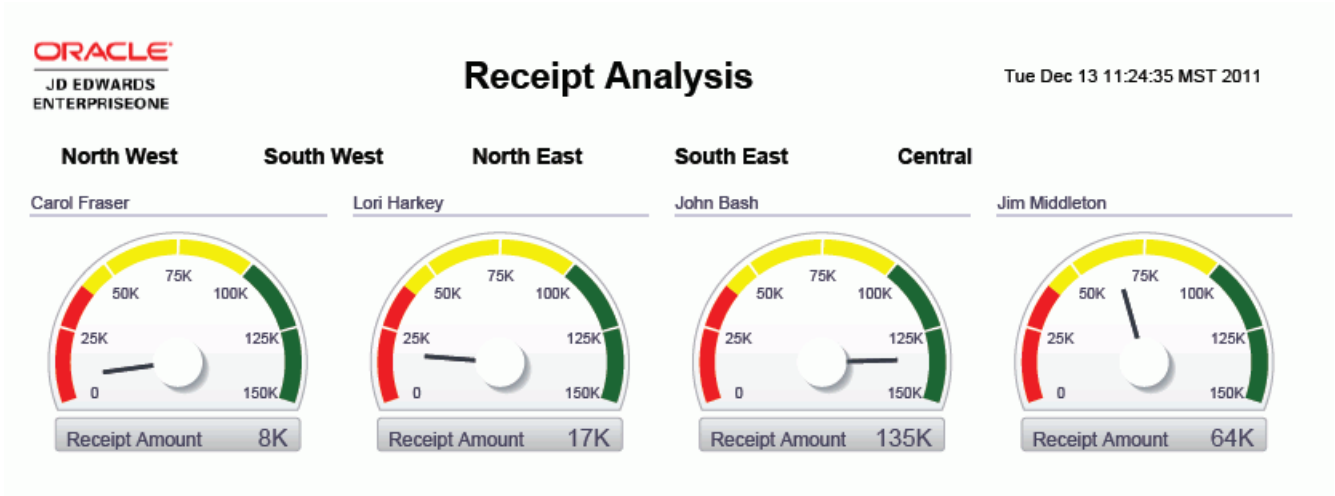 ORACLE
JD EDWARDS
ENTERPRISEONE
Receipt Analysis
Tue Dec 13 11:24:35 MST 2011
North West South West North East South East Central
Carol Fraser
0
25K
50K
75K
100K
125K
150K
Receipt Amount 8K
Lori Harkey
0
25K
50K
75K
100K
125K
150K
Receipt Amount 17K
John Bash
0
25K
50K
75K
100K
125K
150K
Receipt Amount 135K
Jim Middleton
0
25K
50K
75K
100K
125K
150K
Receipt Amount 64K